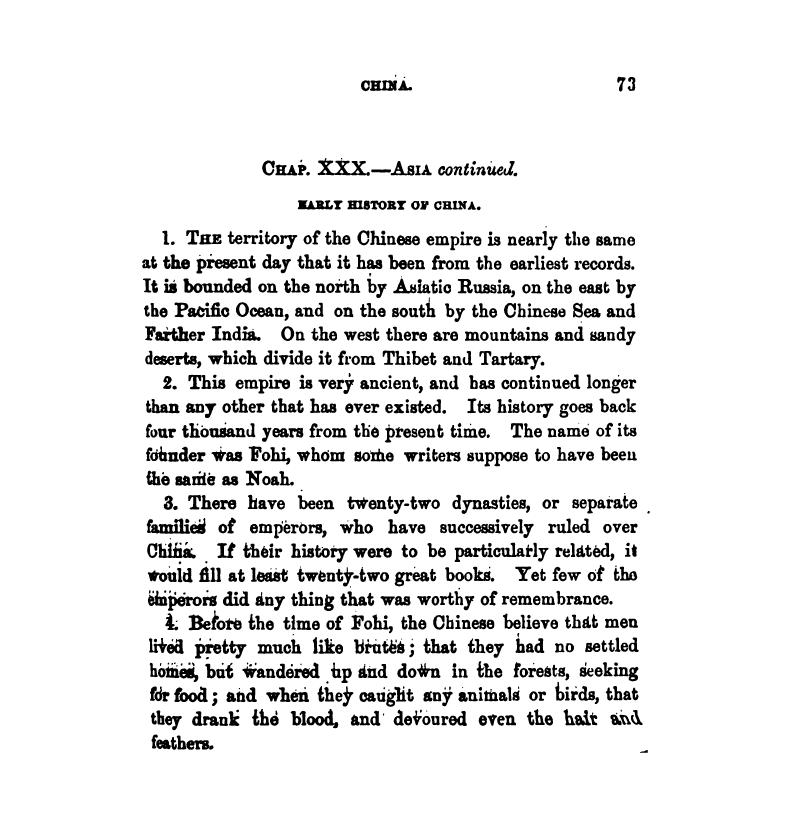 CHINA. 73
CHAP. XXX.—ASIA continued.
EARLY HISTORY OF CHINA.
1. THE territory of the Chinese empire is nearly the same
at the present day that it has been from the earliest records.
It is bounded on the north by Asiatic Russia, on the east by
the Pacific Ocean, and on the south by the Chinese Sea and
Farther India. On the west there are mountains and sandy
deserts, which divide it from Thibet and Tartary.
2. This empire is very ancient, and has continued longer
than any other that has ever existed. Its history goes back
four thousand years from the present time. The name of its
founder was Fohi, whom some writers suppose to have been
the same as Noah.
3. There have been twenty-two dynasties, or separate
families of emperors, who have successively ruled over
China. If their history were to be particularly related, it
would fill at least twenty-two great books. Yet few of the
emperors did any thing that was worthy of remembrance.
4. Before the time of Fohi, the Chinese believe that men
lived pretty much like brutes; that they had no settled
homes, but wandered up and down in the forests, seeking
for food; and when they caught any animals or birds, that
they drank the blood, and devoured even the hair and
feathers.